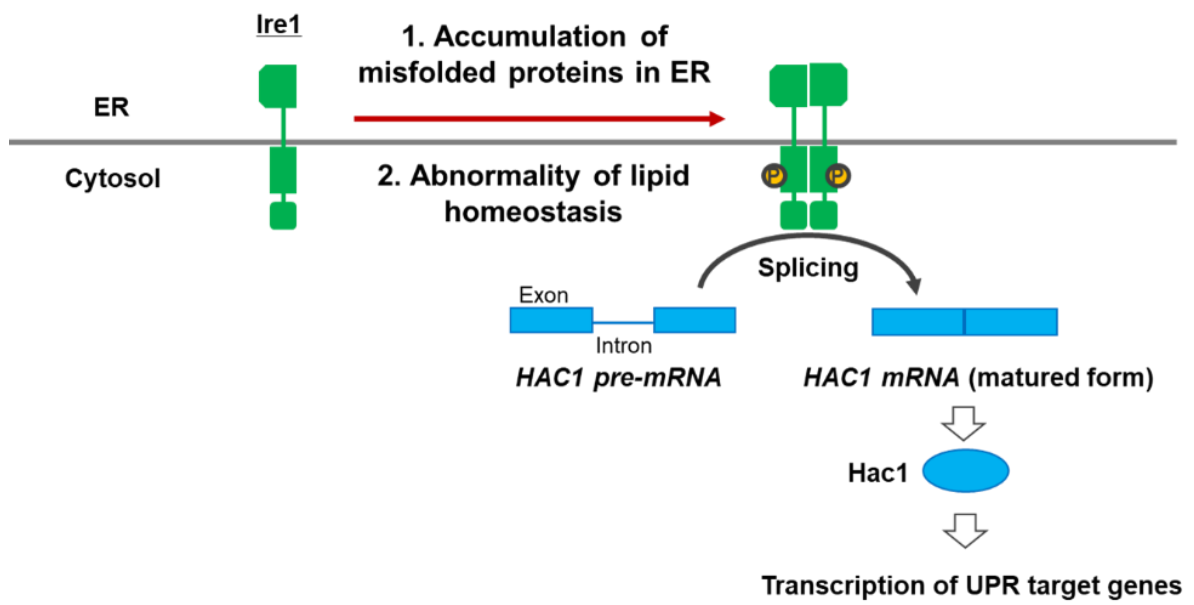 Ire1
1. Accumulation of
misfolded proteins in ER
ER
Cytosol
2. Abnormality of lipid
homeostasis
P
P
Splicing
Exon
Intron
HAC1 pre-mRNA
HAC1 mRNA (matured form)
Hac1
Transcription of UPR target genes